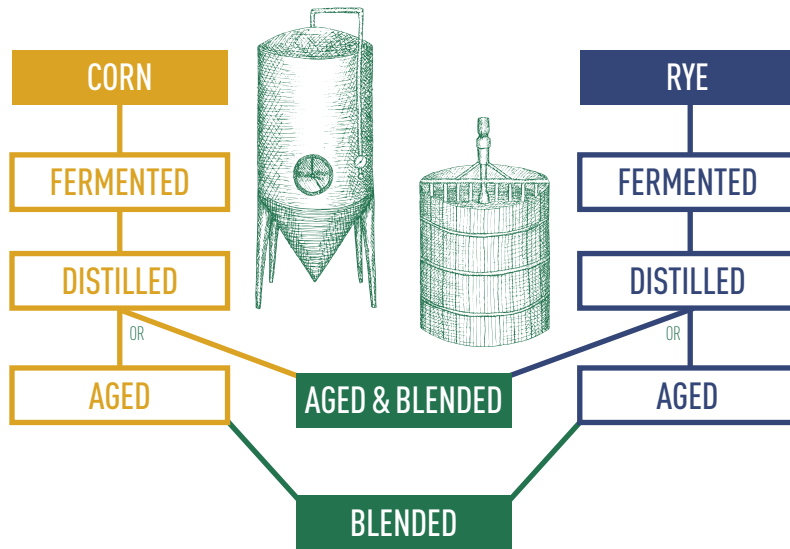 CORN
RYE
FERMENTED
FERMENTED
DISTILLED
DISTILLED
OR
OR
AGED
AGED & BLENDED
AGED
BLENDED